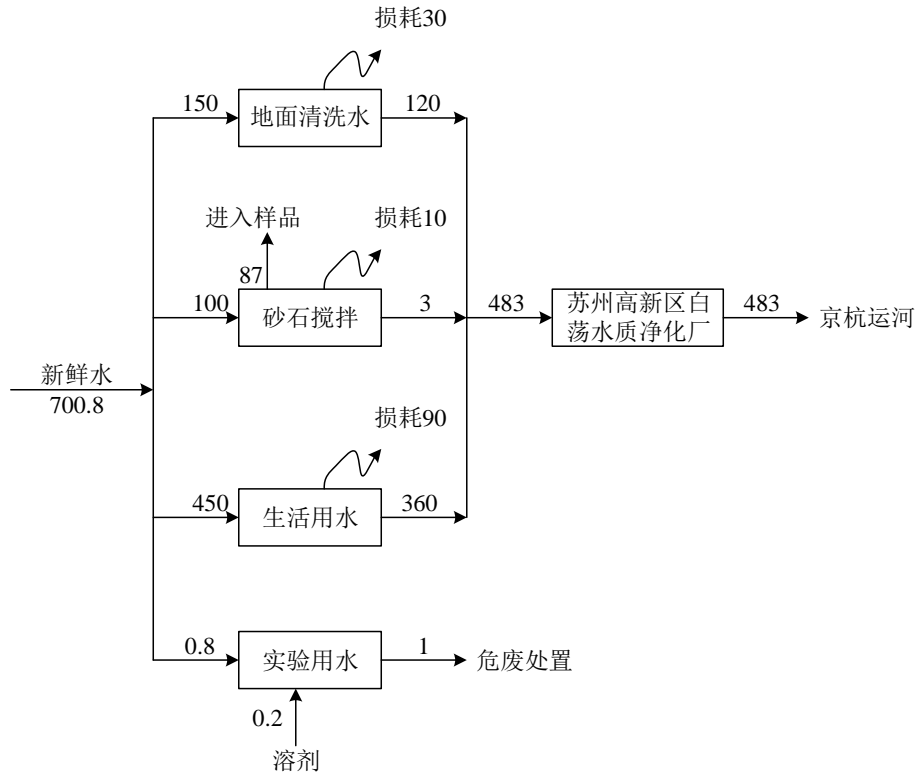 损耗30
150
地面清洗水
120
进入样品
损耗10
87
100
砂石搅拌
3
483
苏州高新区白
荡水质净化厂
483
京杭运河
新鲜水
700.8
损耗90
450
生活用水
360
0.8
实验用水
1
危废处置
0.2
溶剂